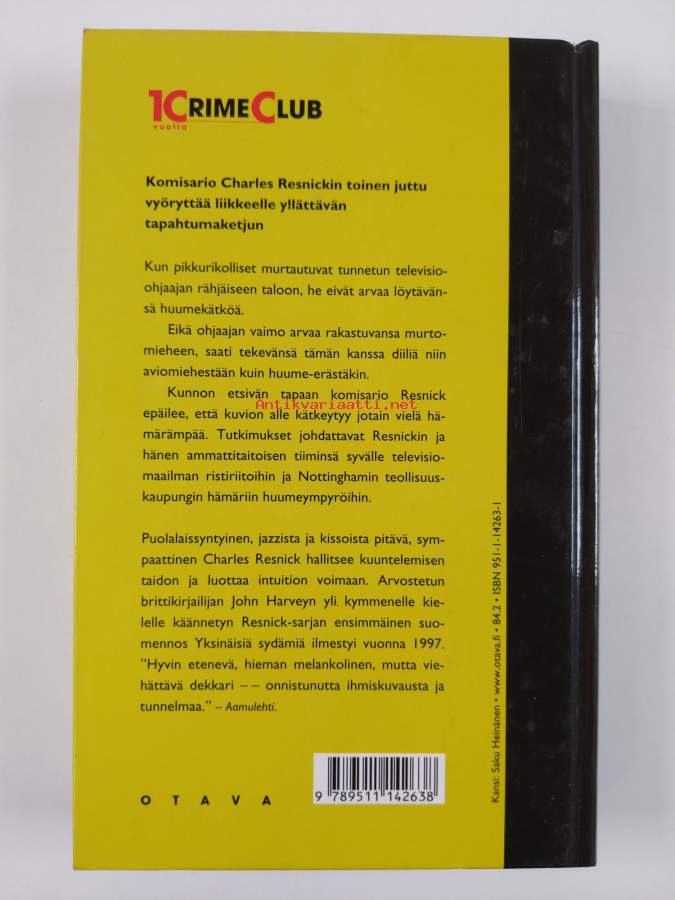 1CRIMECLUB
vuotta
Komisario Charles Resnickin toinen juttu
vyöryttää liikkeelle yllättävän
tapahtumaketjun
Kun pikkurikolliset murtautuvat tunnetun televisio-
ohjaajan rähjäiseen taloon, he eivät arvaa löytävän-
sä huumekätköä.
Eikä ohjaajan vaimo arvaa rakastuvansa murto-
mieheen, saati tekevänsä tämän kanssa diiliä niin
aviomiehestään kuin huume-erästäkin.
Kunnon etsivän tapaan komisario Resnick
Antikvariaatti.net
epäilee, että kuvion alle kätkeytyy jotain vielä hä-
märämpää. Tutkimukset johdattavat Resnickin ja
hänen ammattitaitoisen tiiminsä syvälle televisio-
maailman ristiriitoihin ja Nottinghamin teollisuus-
kaupungin hämäriin huumeympyröihin.
Puolalaissyntyinen, jazzista ja kissoista pitävä, sym-
paattinen Charles Resnick hallitsee kuuntelemisen
taidon ja luottaa intuition voimaan. Arvostetun
brittikirjailijan John Harveyn yli kymmenelle kie-
lelle käännetyn Resnick-sarjan ensimmäinen suo-
mennos Yksinäisiä sydämiä ilmestyi vuonna 1997.
"Hyvin etenevä, hieman melankolinen, mutta vie-
hättävä dekkari – – onnistunutta ihmiskuvausta ja
tunnelmaa." – Aamulehti.
OTAVA
9 789511 142638
Kansi: Saku Heinänen • www.otava.fi • 84.2 • ISBN 951-1-14263-1